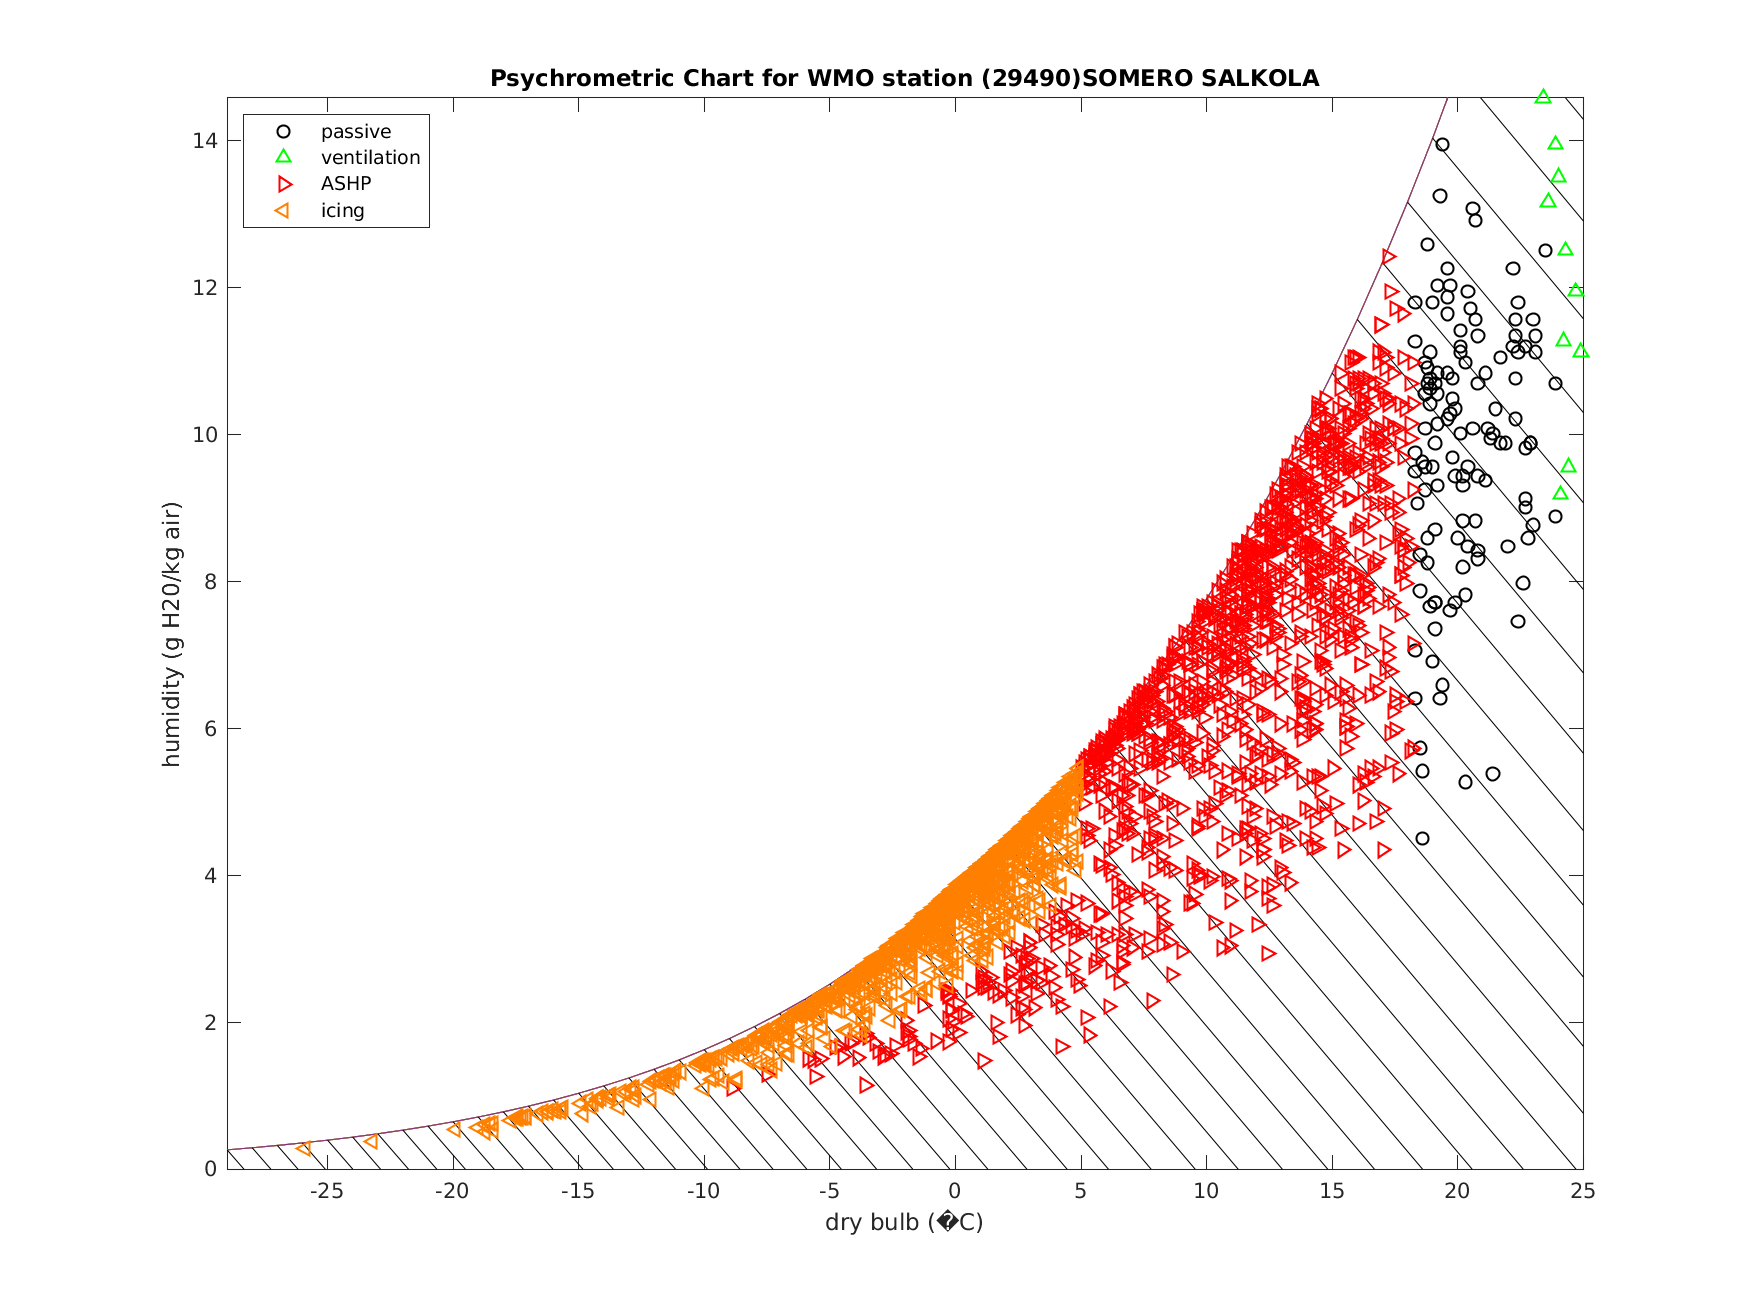 Psychrometric Chart for WMO station (29490)SOMERO SALKOLA
passive
ventilation
ASHP
icing
humidity (g H20/kg air)
14
12
10
8
6
4
2
0
-25 -20 -15 -10 -5 0 5 10 15 20 25
dry bulb (�C)